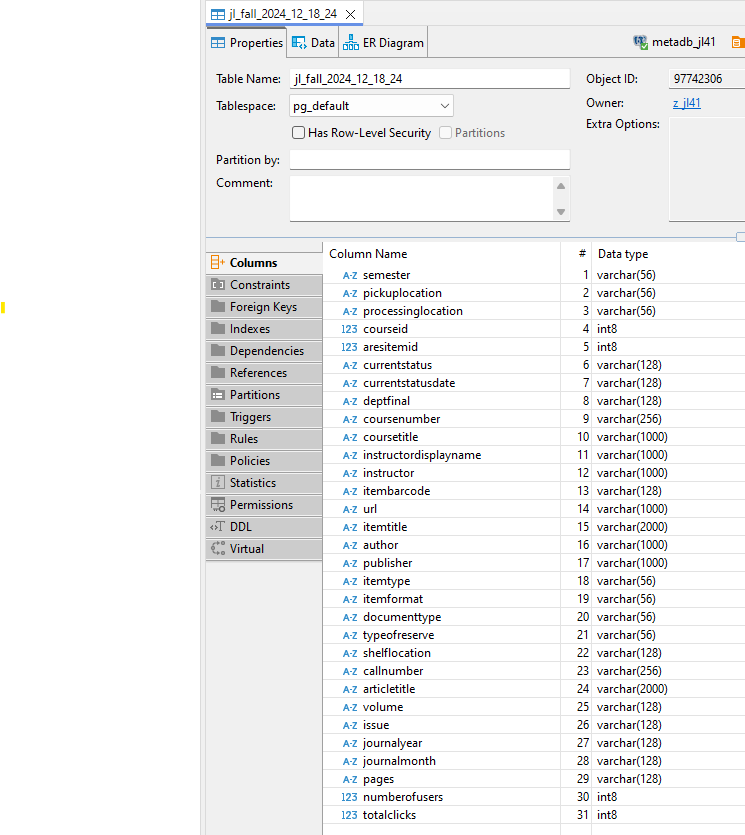 jl_fall_2024_12_18_24
Properties Data ER Diagram metadb_jl41
Table Name: jl_fall_2024_12_18_24 Object ID: 97742306
Tablespace: pg_default Owner: z_jl41
Has Row-Level Security Partitions Extra Options:
Partition by:
Comment:
Columns
Constraints
Foreign Keys
Indexes
Dependencies
References
Partitions
Triggers
Rules
Policies
Statistics
Permissions
DDL
Virtual
Column Name # Data type
A-Z semester 1 varchar(56)
A-Z pickuplocation 2 varchar(56)
A-Z processinglocation 3 varchar(56)
123 courseid 4 int8
123 aresitemid 5 int8
A-Z currentstatus 6 varchar(128)
A-Z currentstatusdate 7 varchar(128)
A-Z deptfinal 8 varchar(128)
A-Z coursenumber 9 varchar(256)
A-Z coursetitle 10 varchar(1000)
A-Z instructordisplayname 11 varchar(1000)
A-Z instructor 12 varchar(1000)
A-Z itembarcode 13 varchar(128)
A-Z url 14 varchar(1000)
A-Z itemtitle 15 varchar(2000)
A-Z author 16 varchar(1000)
A-Z publisher 17 varchar(1000)
A-Z itemtype 18 varchar(56)
A-Z itemformat 19 varchar(56)
A-Z documenttype 20 varchar(56)
A-Z typeofreserve 21 varchar(56)
A-Z shelflocation 22 varchar(128)
A-Z callnumber 23 varchar(256)
A-Z articletitle 24 varchar(2000)
A-Z volume 25 varchar(128)
A-Z issue 26 varchar(128)
A-Z journalyear 27 varchar(128)
A-Z journalmonth 28 varchar(128)
A-Z pages 29 varchar(128)
123 numberofusers 30 int8
123 totalclicks 31 int8